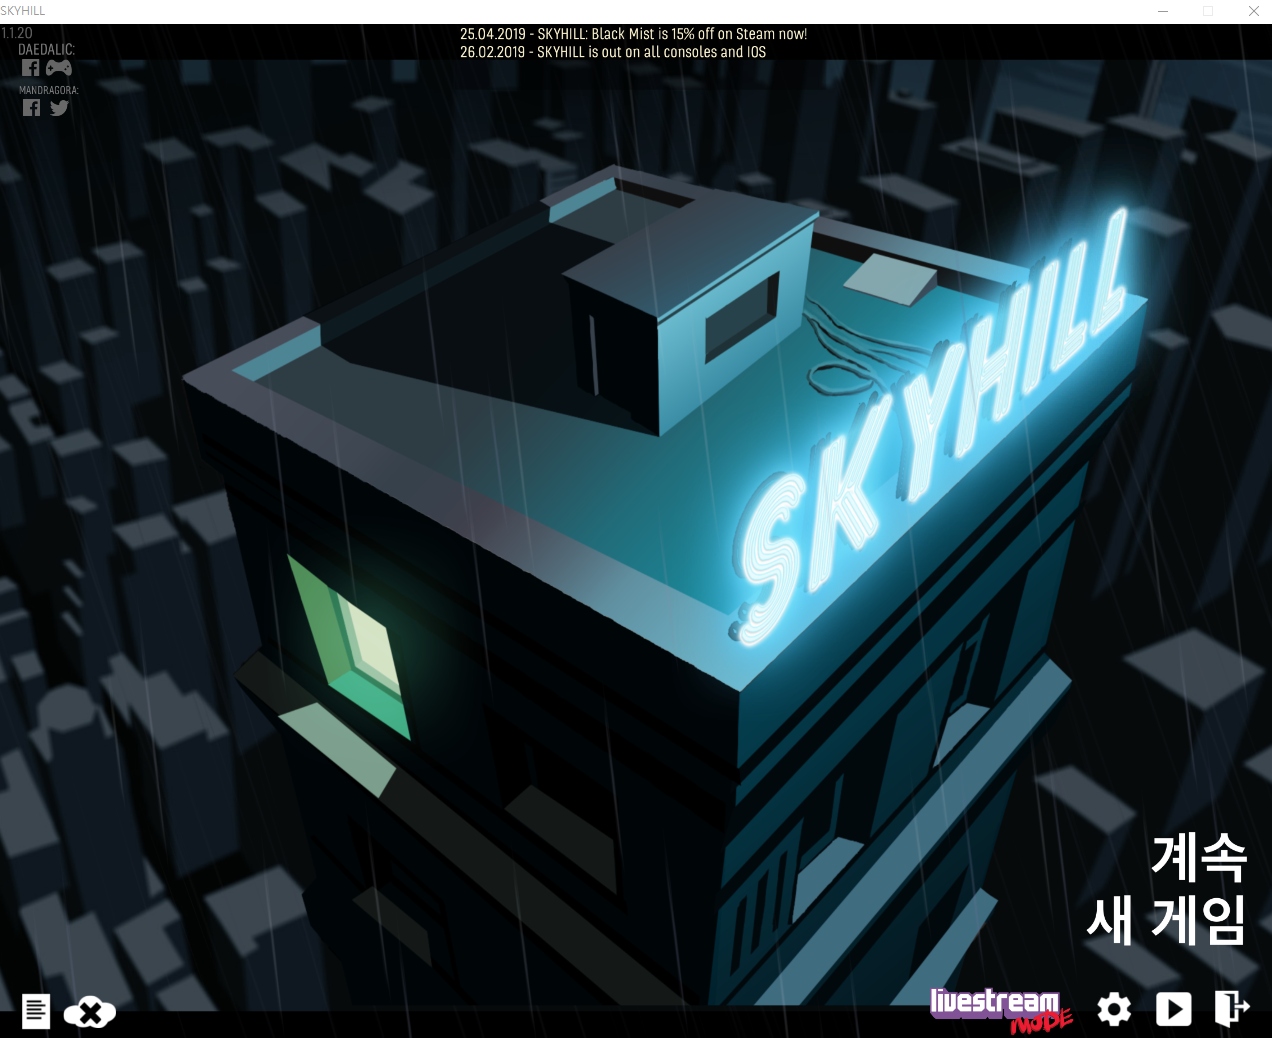 SKYHILL
1.1.20
25.04.2019 - SKYHILL: Black Mist is 15% off on Steam now!
26.02.2019 - SKYHILL is out on all consoles and IOS
DAEDALIC:
MANDRAGORA:
SKYHILL
계속
새 게임
livestream
MODE